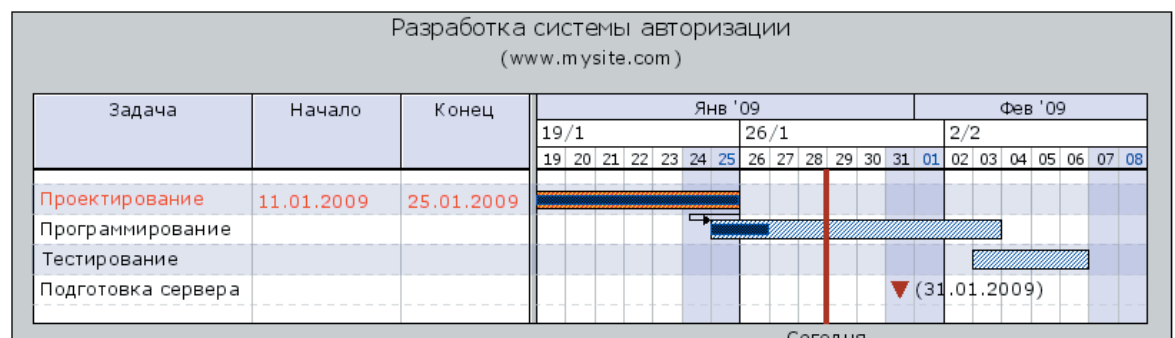 Разработка системы авторизации
(www.mysite.com)
Задача Начало Конец Янв '09 Фев '09
19/1 26/1 2/2
19 20 21 22 23 24 25 26 27 28 29 30 31 01 02 03 04 05 06 07 08
Проектирование 11.01.2009 25.01.2009
Программирование
Тестирование
Подготовка сервера (31.01.2009)
Сегодня